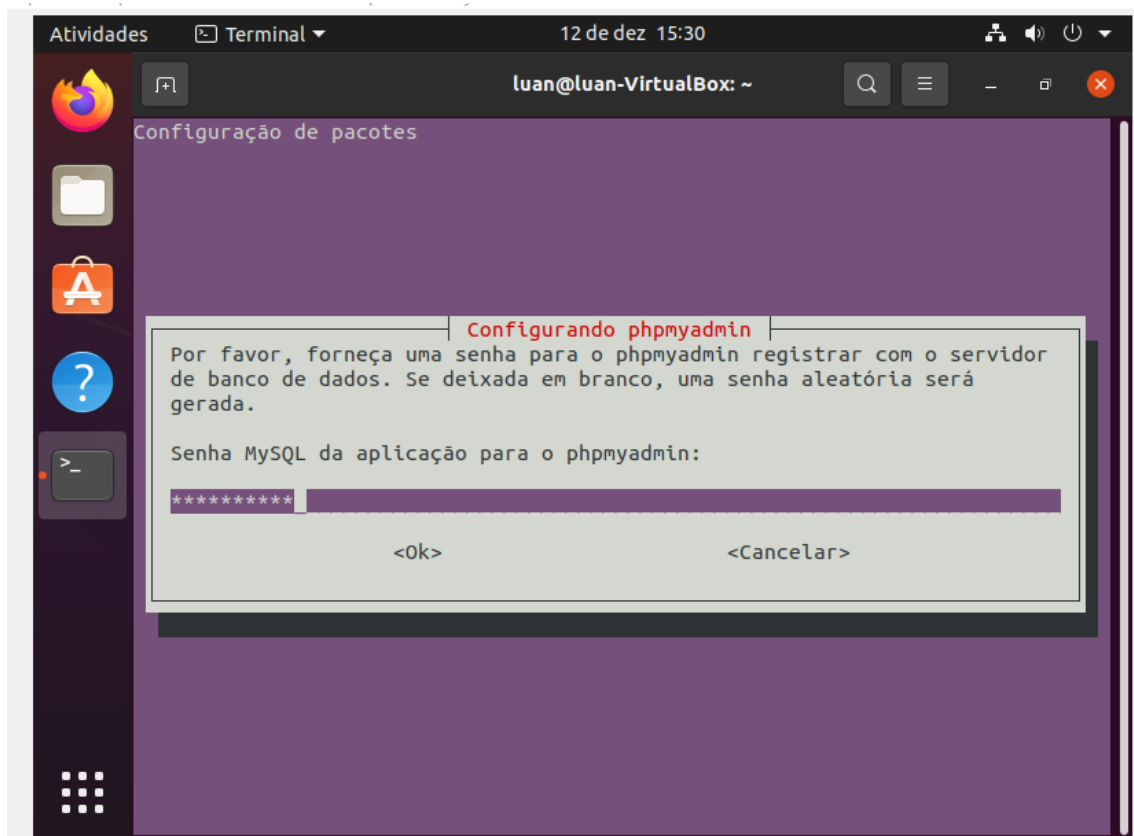 Atividades
Terminal
12 de dez 15:30
luan@luan-VirtualBox: ~
Configuração de pacotes
Configurando phpmyadmin
Por favor, forneça uma senha para o phpmyadmin registrar com o servidor
de banco de dados. Se deixada em branco, uma senha aleatória será
gerada.
Senha MySQL da aplicação para o phpmyadmin:
**********_
<Ok> <Cancelar>